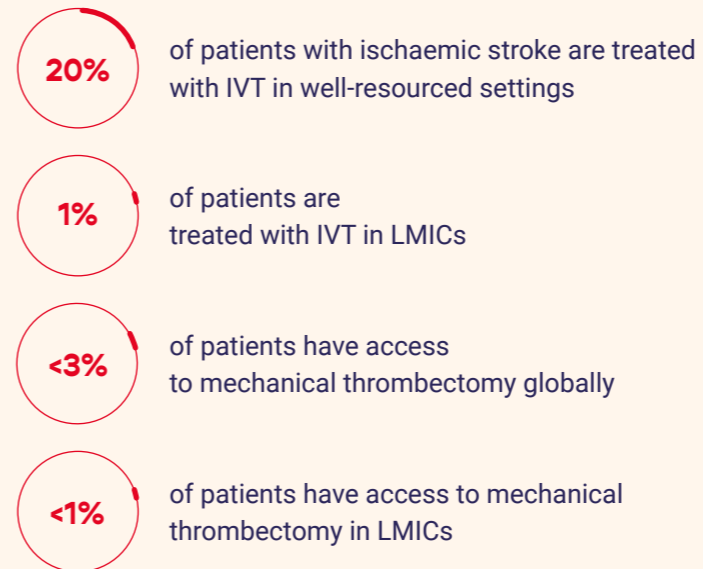 20%
of patients with ischaemic stroke are treated
with IVT in well-resourced settings
1%
of patients are
treated with IVT in LMICs
<3%
of patients have access
to mechanical thrombectomy globally
<1%
of patients have access to mechanical
thrombectomy in LMICs